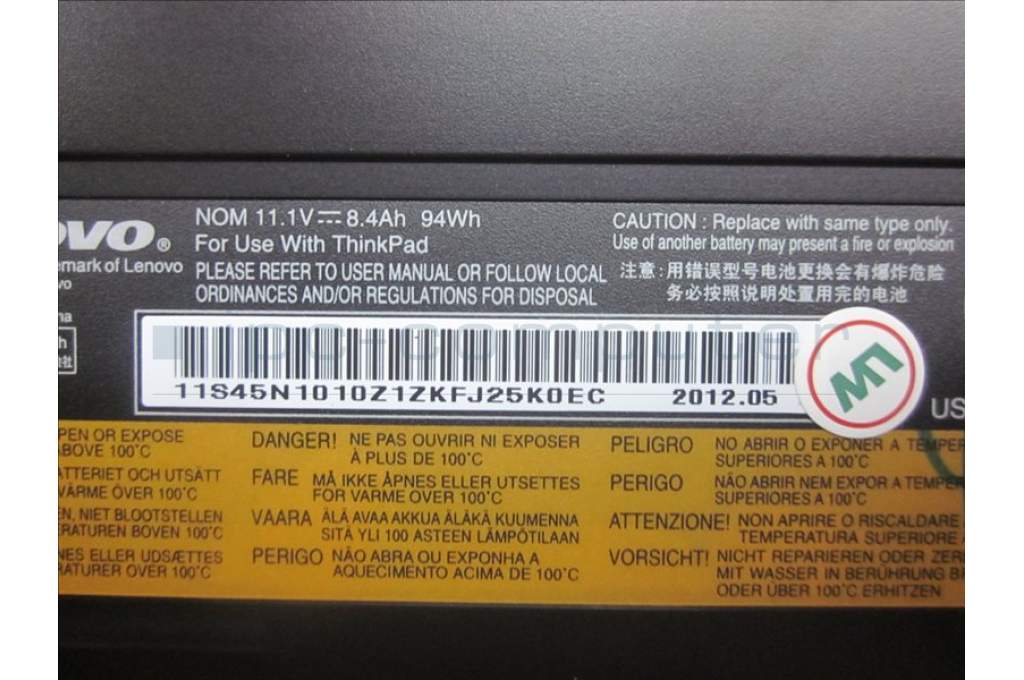 OVO®
emark of Lenovo
ovo
na
h
NOM 11.1V⎓8.4Ah 94Wh
For Use With ThinkPad
PLEASE REFER TO USER MANUAL OR FOLLOW LOCAL
ORDINANCES AND/OR REGULATIONS FOR DISPOSAL
CAUTION : Replace with same type only.
Use of another battery may present a fire or explosion
注意:用错误型号电池更换会有爆炸危险
务必按照说明处置用完的电池
ipc-computer
11S45N1010Z1ZKFJ25K0EC 2012.05
W
US
PEN OR EXPOSE
ABOVE 100°C
ATTERIET OCH UTSÄTT
VÄRME ÖVER 100°C
EN, NIET BLOOTSTELLEN
ERATUREN BOVEN 100°C
NES ELLER UDSÆTTES
RATURER OVER 100°C
DANGER! NE PAS OUVRIR NI EXPOSER
À PLUS DE 100°C
FARE MÅ IKKE ÅPNES ELLER UTSETTES
FOR VARME OVER 100°C
VAARA ÄLÄ AVAA AKKUA ÄLÄKÄ KUUMENNA
SITÄ YLI 100 ASTEEN LÄMPÖTILAAN
PERIGO NÃO ABRA OU EXPONHA A
AQUECIMENTO ACIMA DE 100°C
PELIGRO NO ABRIR O EXPONER A TEMPER
SUPERIORES A 100°C
PERIGO NÃO ABRIR NEM EXPOR A TEMPER
SUPERIORES A 100°C
ATTENZIONE! NON APRIRE O RISCALDARE
TEMPERATURA SUPERIORE
VORSICHT! NICHT REPARIEREN ODER ZER
MIT WASSER IN BERÜHRUNG B
ODER ÜBER 100°C ERHITZEN